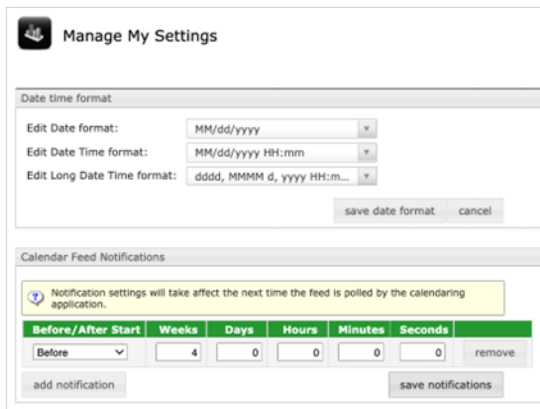 Manage My Settings
Date time format
Edit Date format: MM/dd/yyyy
Edit Date Time format: MM/dd/yyyy HH:mm
Edit Long Date Time format: dddd, MMMM d, yyyy HH:m...
save date format cancel
Calendar Feed Notifications
Notification settings will take affect the next time the feed is polled by the calendaring
application.
Before/After Start Weeks Days Hours Minutes Seconds
Before 4 0 0 0 0 remove
add notification save notifications